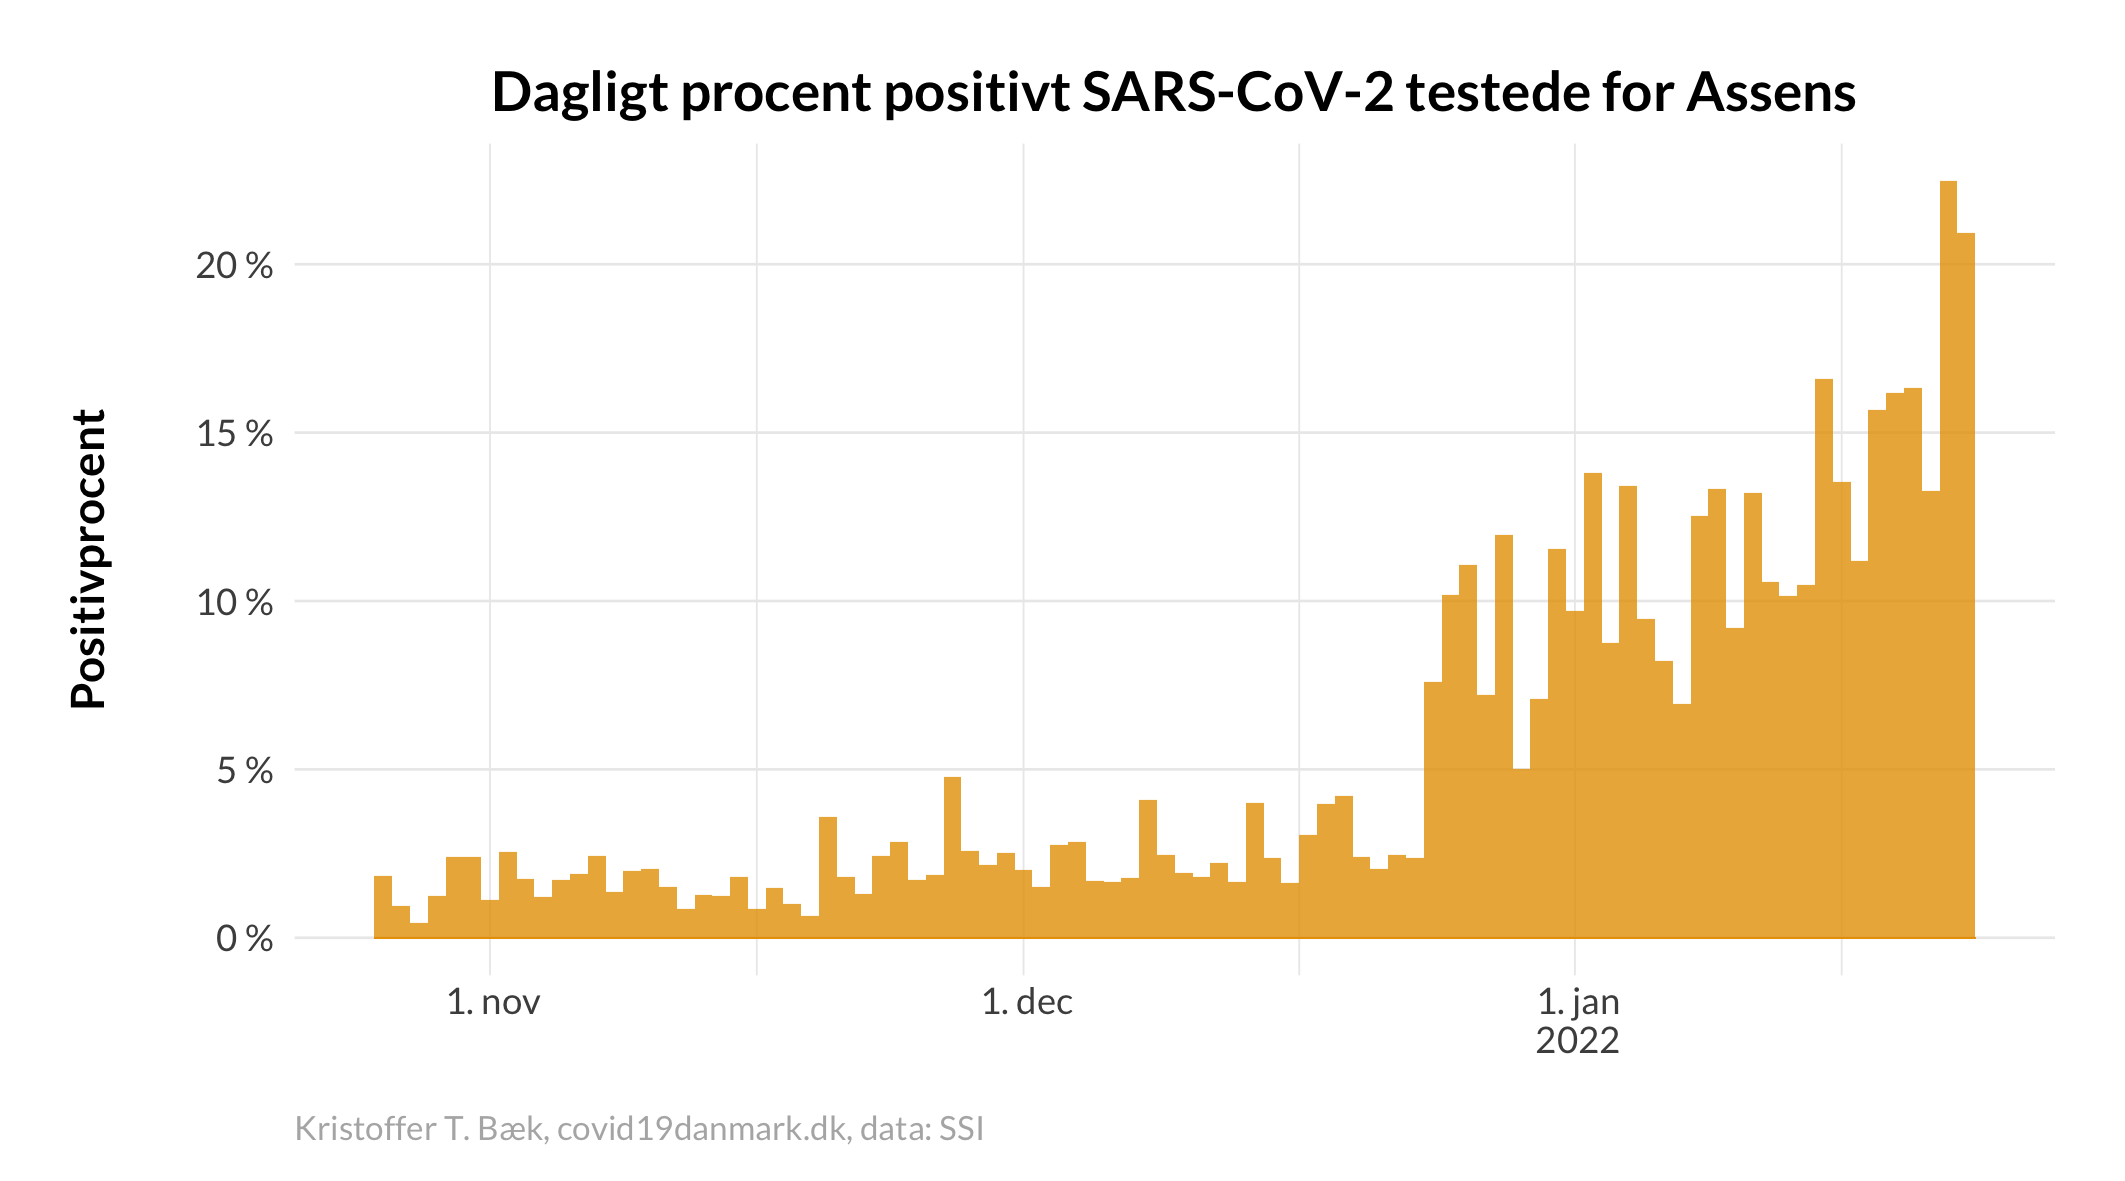 Dagligt procent positivt SARS-CoV-2 testede for Assens
Positivprocent
20 %
15 %
10 %
5 %
0 %
1. nov
1. dec
1. jan
2022
Kristoffer T. Bæk, covid19danmark.dk, data: SSI